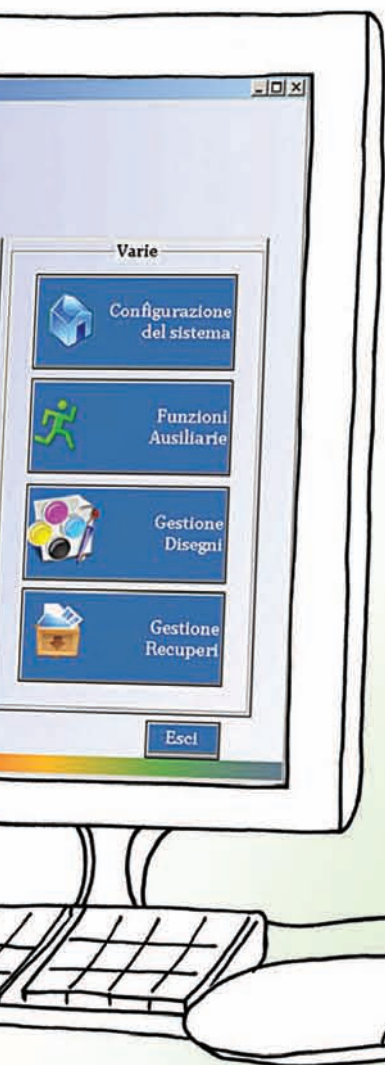 Varie
Configurazione
del sistema
Funzioni
Ausiliarie
Gestione
Disegni
Gestione
Recuperi
Esci